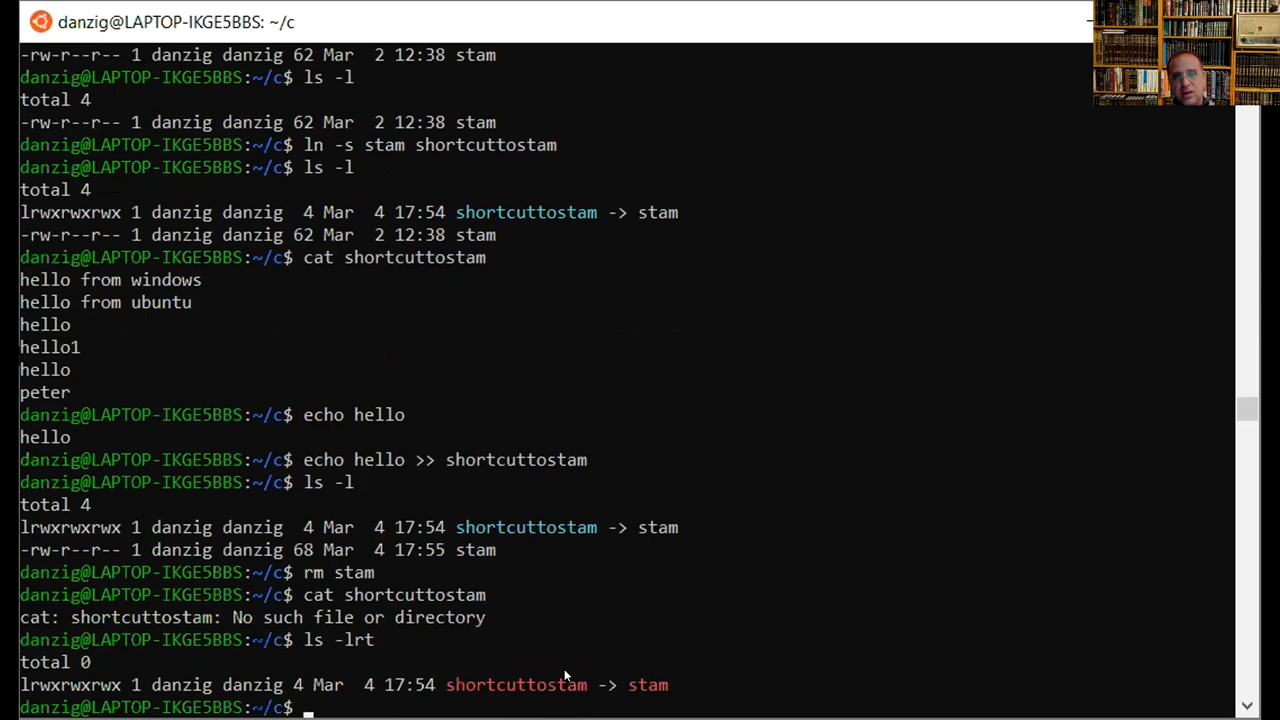 danzig@LAPTOP-IKGE5BBS: ~/c
-rw-r--r-- 1 danzig danzig 62 Mar  2 12:38 stam
danzig@LAPTOP-IKGE5BBS:~/c$ ls -l
total 4
-rw-r--r-- 1 danzig danzig 62 Mar  2 12:38 stam
danzig@LAPTOP-IKGE5BBS:~/c$ ln -s stam shortcuttostam
danzig@LAPTOP-IKGE5BBS:~/c$ ls -l
total 4
lrwxrwxrwx 1 danzig danzig  4 Mar  4 17:54 shortcuttostam -> stam
-rw-r--r-- 1 danzig danzig 62 Mar  2 12:38 stam
danzig@LAPTOP-IKGE5BBS:~/c$ cat shortcuttostam
hello from windows
hello from ubuntu
hello
hello1
hello
peter
danzig@LAPTOP-IKGE5BBS:~/c$ echo hello
hello
danzig@LAPTOP-IKGE5BBS:~/c$ echo hello >> shortcuttostam
danzig@LAPTOP-IKGE5BBS:~/c$ ls -l
total 4
lrwxrwxrwx 1 danzig danzig  4 Mar  4 17:54 shortcuttostam -> stam
-rw-r--r-- 1 danzig danzig 68 Mar  4 17:55 stam
danzig@LAPTOP-IKGE5BBS:~/c$ rm stam
danzig@LAPTOP-IKGE5BBS:~/c$ cat shortcuttostam
cat: shortcuttostam: No such file or directory
danzig@LAPTOP-IKGE5BBS:~/c$ ls -lrt
total 0
lrwxrwxrwx 1 danzig danzig 4 Mar  4 17:54 shortcuttostam -> stam
danzig@LAPTOP-IKGE5BBS:~/c$